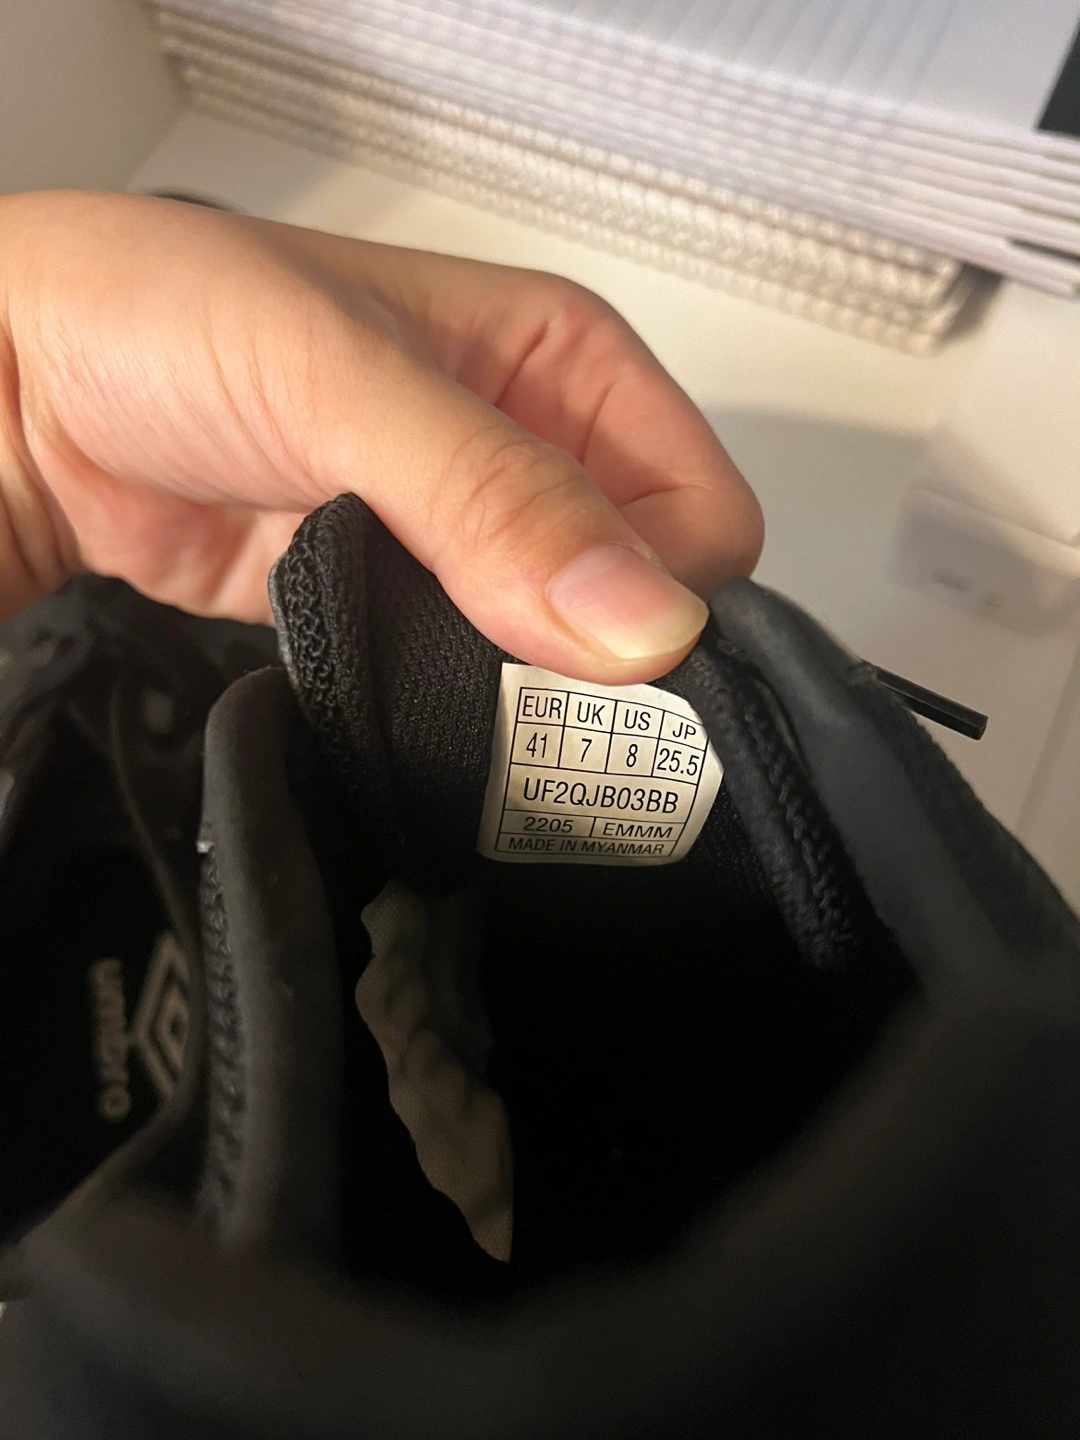 EUR UK US JP
41 7 8 25.5
UF2QJB03BB
2205 EMMM
MADE IN MYANMAR
umbro